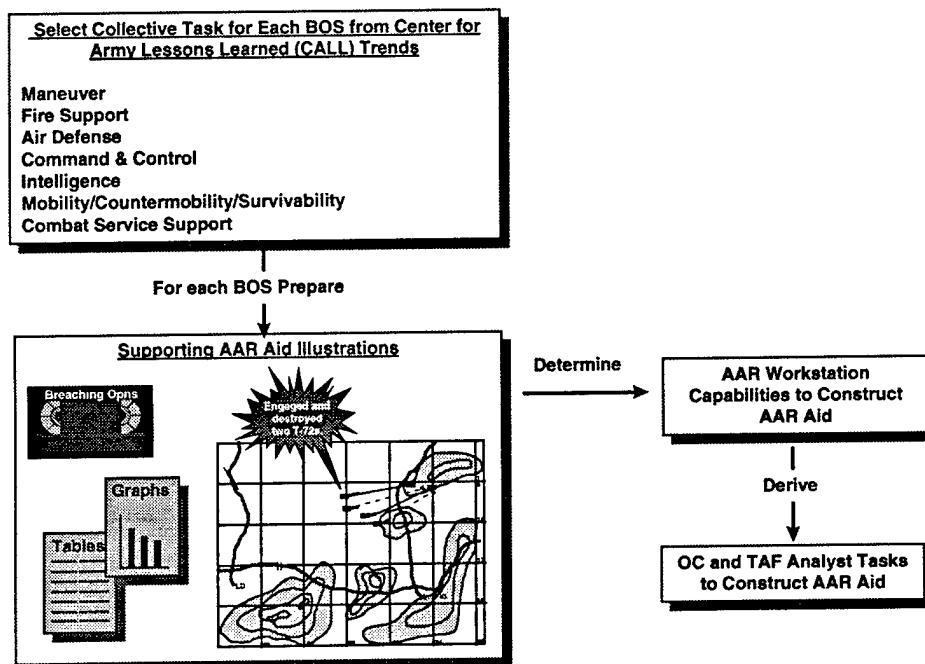 Select Collective Task for Each BOS from Center for
Army Lessons Learned (CALL) Trends
Maneuver
Fire Support
Air Defense
Command & Control
Intelligence
Mobility/Countermobility/Survivability
Combat Service Support
For each BOS Prepare
Supporting AAR Aid Illustrations
Breaching Opns
Engaged and
destroyed
two T-72s.
Graphs
Tables
Determine
AAR Workstation
Capabilities to Construct
AAR Aid
Derive
OC and TAF Analyst Tasks
to Construct AAR Aid